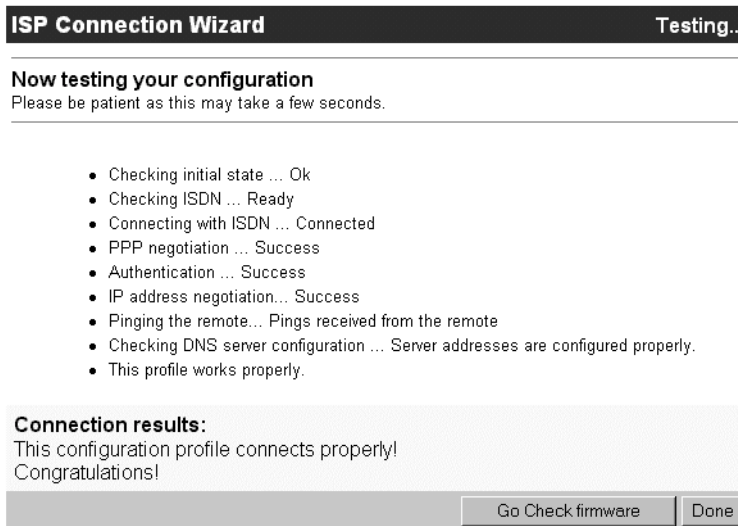 ISP Connection Wizard Testing..
Now testing your configuration
Please be patient as this may take a few seconds.
• Checking initial state ... Ok
• Checking ISDN ... Ready
• Connecting with ISDN ... Connected
• PPP negotiation ... Success
• Authentication ... Success
• IP address negotiation... Success
• Pinging the remote... Pings received from the remote
• Checking DNS server configuration ... Server addresses are configured properly.
• This profile works properly.
Connection results:
This configuration profile connects properly!
Congratulations!
Go Check firmware Done